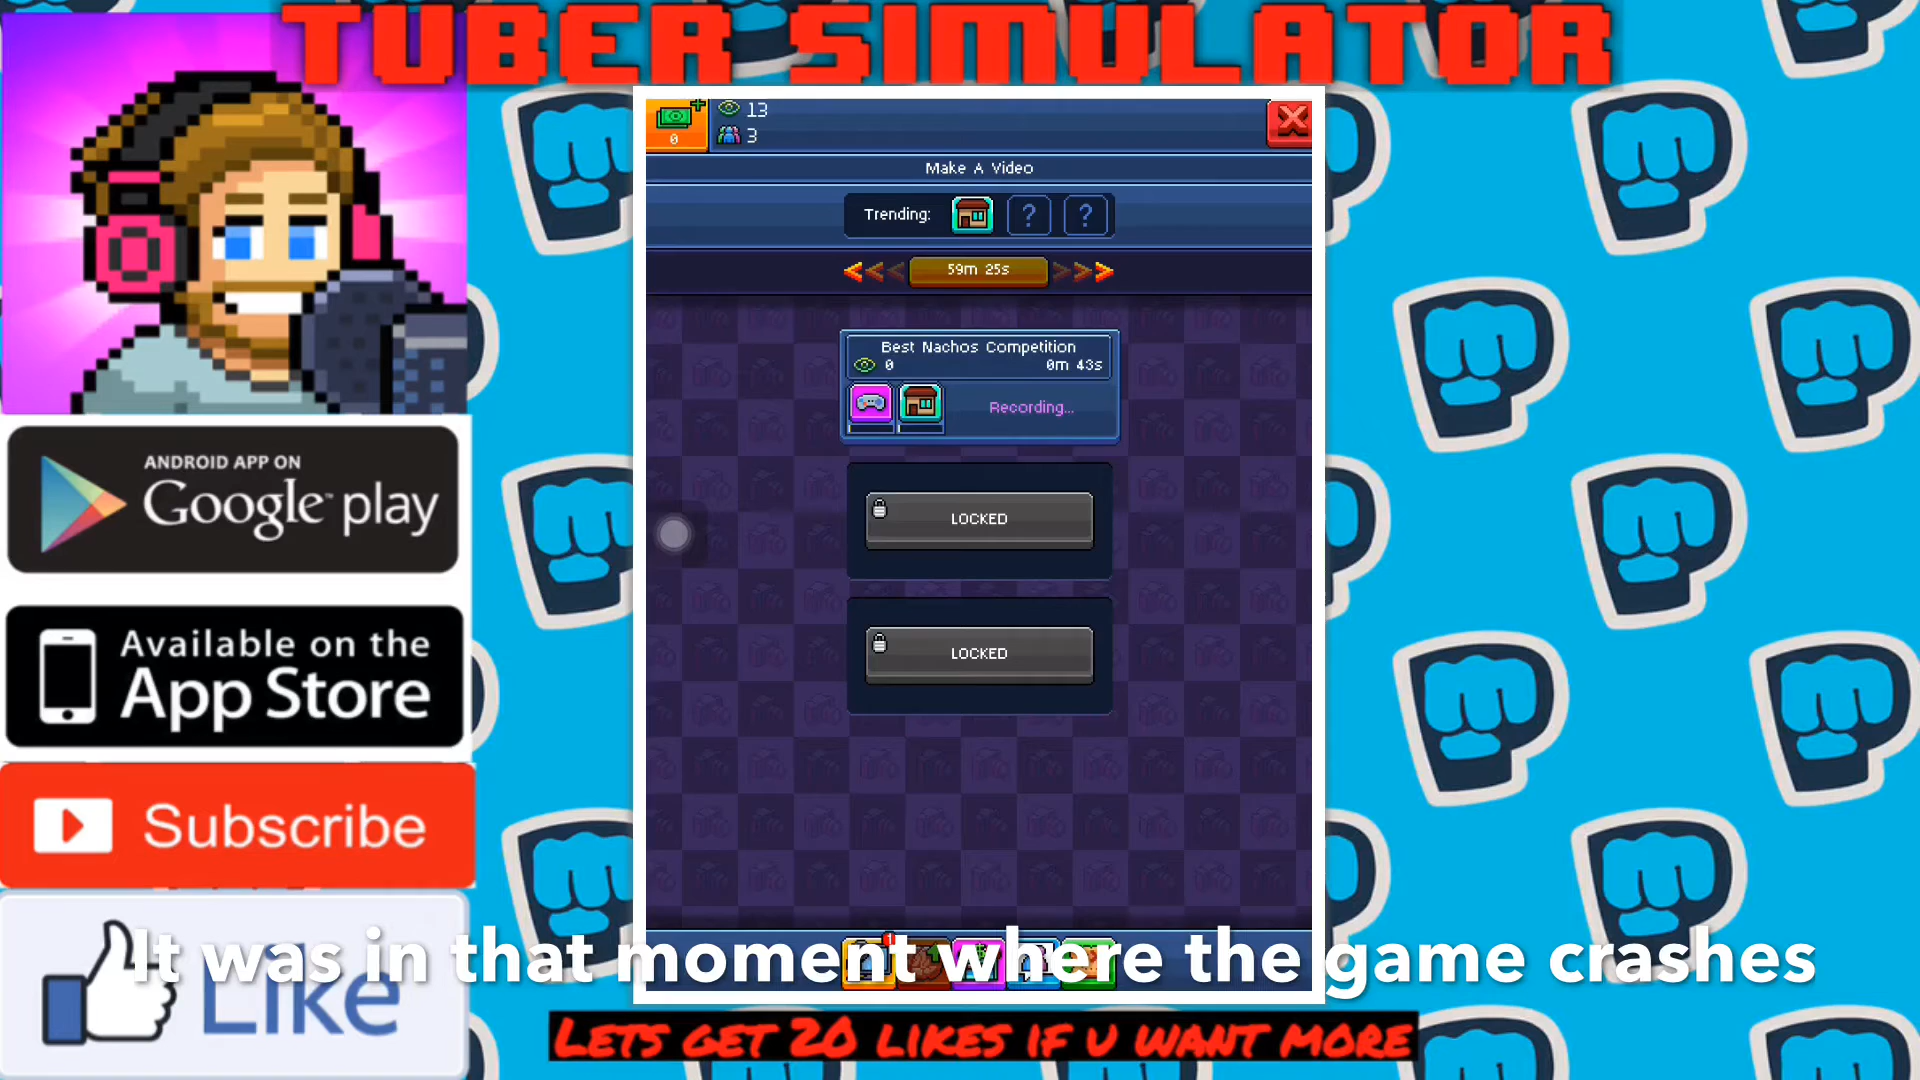 TUBER SIMULATOR
13
0
3
Make A Video
Trending:
?
?
59m 25s
Best Nachos Competition
0
0m 43s
Recording...
LOCKED
LOCKED
ANDROID APP ON
Google play
Available on the
App Store
Subscribe
Like
It was in that moment where the game crashes
LETS GET 20 LIKES IF U WANT MORE